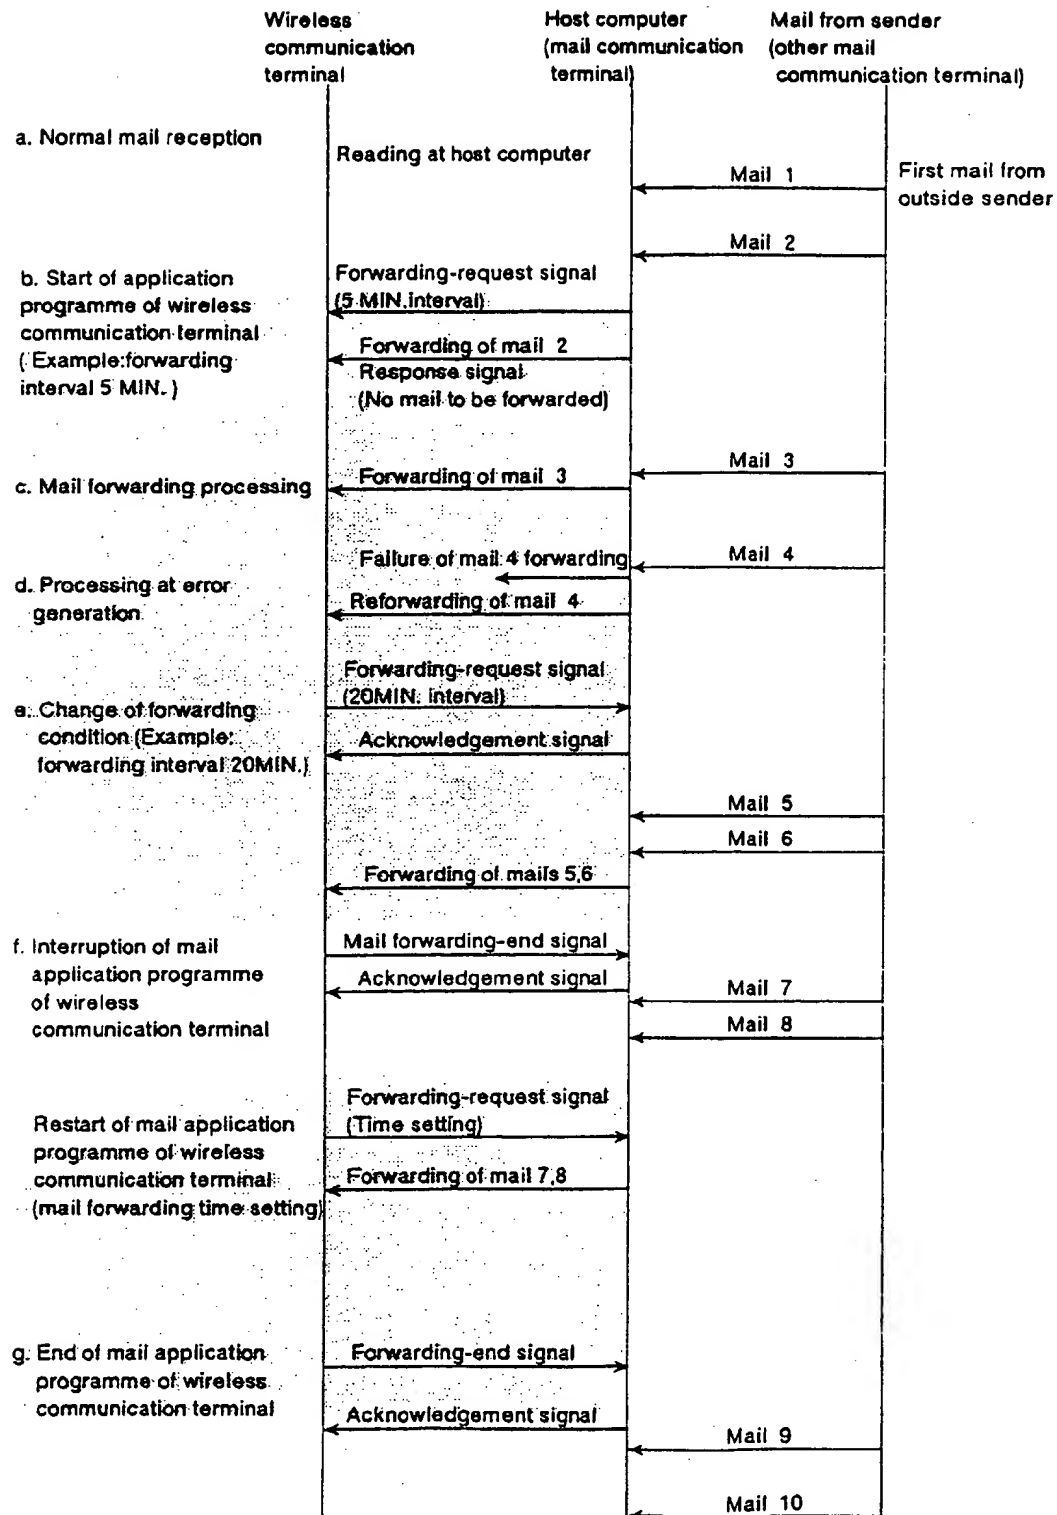 Wireless
communication
terminal
Host computer
(mail communication
terminal)
Mail from sender
(other mail
communication terminal)
a. Normal mail reception
Reading at host computer
Mail 1
First mail from
outside sender
Mail 2
b. Start of application
programme of wireless
communication terminal
(Example:forwarding
interval 5 MIN.)
Forwarding-request signal
(5 MIN.interval)
Forwarding of mail 2
Response signal
(No mail to be forwarded)
Mail 3
c. Mail forwarding processing
Forwarding of mail 3
Failure of mail 4 forwarding
Mail 4
d. Processing at error
generation
Reforwarding of mail 4
Forwarding-request signal
(20MIN. interval)
e. Change of forwarding
condition (Example:
forwarding interval 20MIN.)
Acknowledgement signal
Mail 5
Mail 6
Forwarding of mails 5,6
f. Interruption of mail
application programme
of wireless
communication terminal
Mail forwarding-end signal
Acknowledgement signal
Mail 7
Mail 8
Forwarding-request signal
(Time setting)
Restart of mail application
programme of wireless
communication terminal
(mail forwarding time setting)
Forwarding of mail 7,8
g. End of mail application
programme of wireless
communication terminal
Forwarding-end signal
Acknowledgement signal
Mail 9
Mail 10